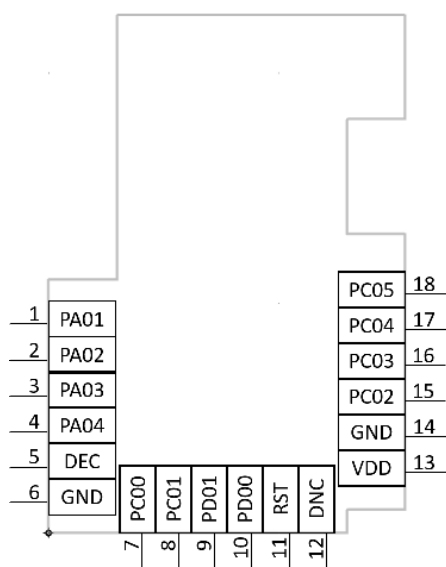 1 PA01
2 PA02
3 PA03
4 PA04
5 DEC
6 GND
7 PC00
8 PC01
9 PD01
10 PD00
11 RST
12 DNC
PC05 18
PC04 17
PC03 16
PC02 15
GND 14
VDD 13